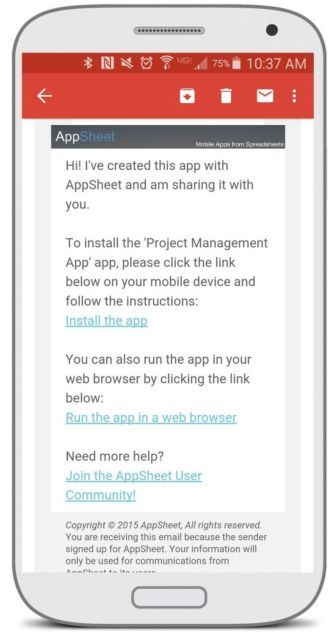 4G 75% 10:37 AM
AppSheet
Mobile Apps from Spreadsheets
Hi! I've created this app with
AppSheet and am sharing it with
you.
To install the 'Project Management
App' app, please click the link
below on your mobile device and
follow the instructions:
Install the app
You can also run the app in your
web browser by clicking the link
below:
Run the app in a web browser
Need more help?
Join the AppSheet User
Community!
Copyright © 2015 AppSheet, All rights reserved.
You are receiving this email because the sender
signed up for AppSheet. Your information will
only be used for communications from
AppSheet to its users